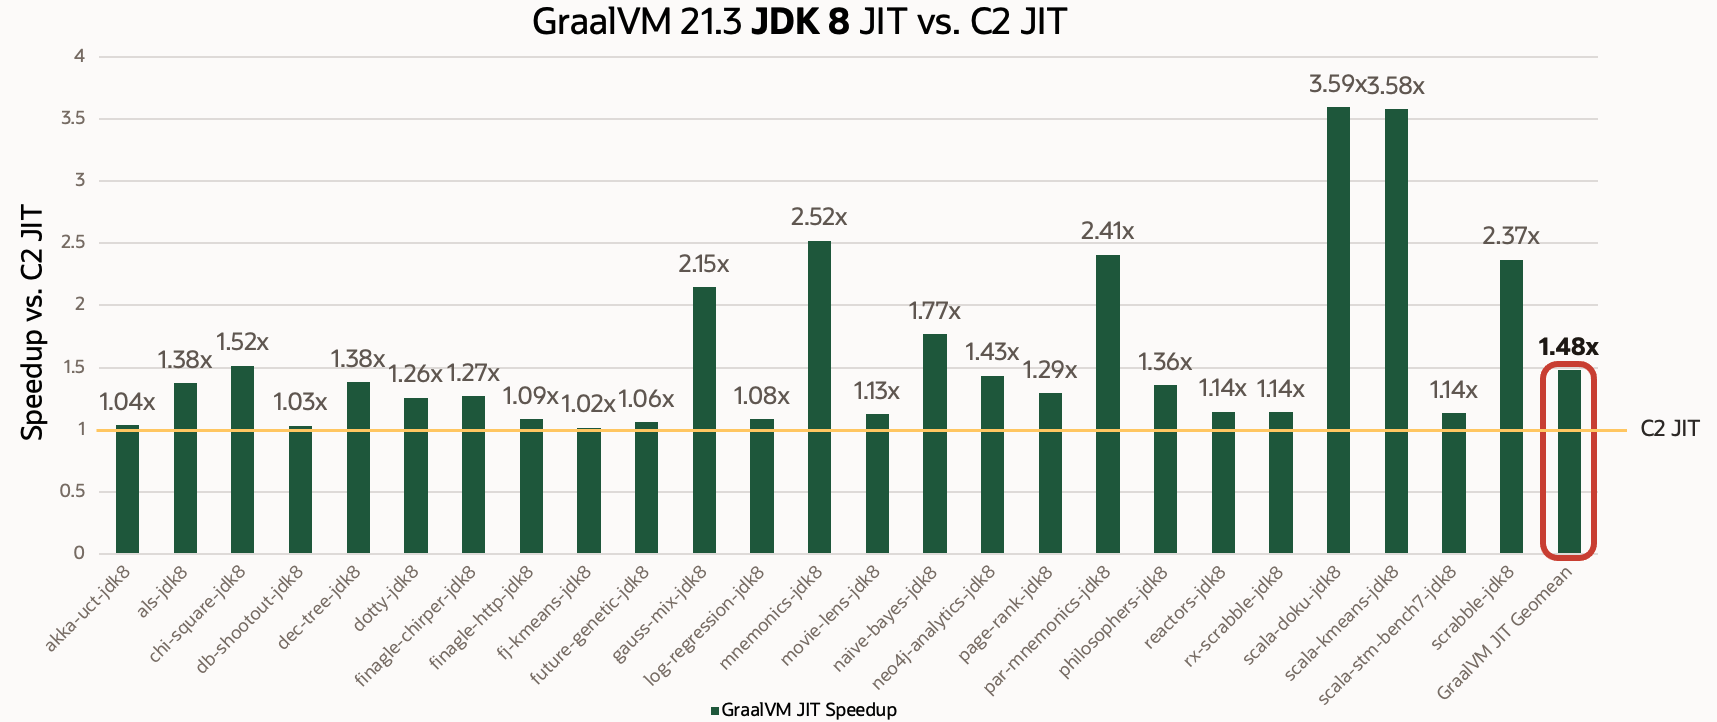 GraalVM 21.3 JDK 8 JIT vs. C2 JIT
Speedup vs. C2 JIT
4
3.5
3
2.5
2
1.5
1
0.5
0
1.04x
1.38x
1.52x
1.03x
1.38x
1.26x
1.27x
1.09x
1.02x
1.06x
2.15x
1.08x
2.52x
1.13x
1.77x
1.43x
1.29x
2.41x
1.36x
1.14x
1.14x
3.59x
3.58x
1.14x
2.37x
1.48x
C2 JIT
akka-uct-jdk8
als-jdk8
chi-square-jdk8
db-shootout-jdk8
dec-tree-jdk8
dotty-jdk8
finagle-chirper-jdk8
finagle-http-jdk8
fj-kmeans-jdk8
future-genetic-jdk8
gauss-mix-jdk8
log-regression-jdk8
mnemonics-jdk8
movie-lens-jdk8
naive-bayes-jdk8
neo4j-analytics-jdk8
page-rank-jdk8
par-mnemonics-jdk8
philosophers-jdk8
reactors-jdk8
rx-scrabble-jdk8
scala-doku-jdk8
scala-kmeans-jdk8
scala-stm-bench7-jdk8
scrabble-jdk8
GraalVM JIT Geomean
GraalVM JIT Speedup